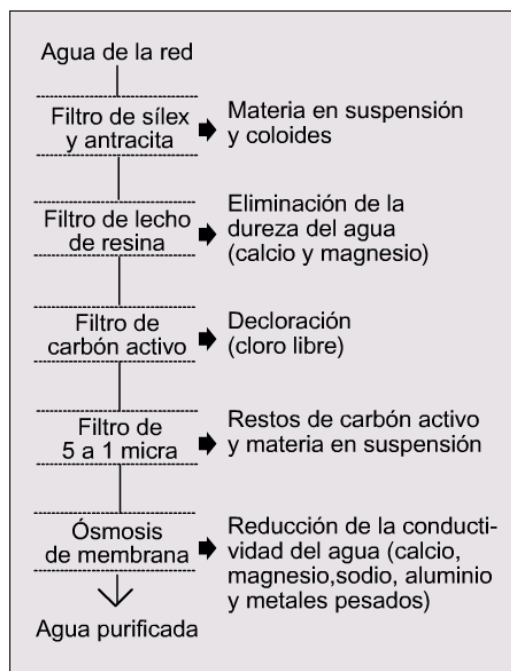 Agua de la red
Filtro de sílex
y antracita
Materia en suspensión
y coloides
Filtro de lecho
de resina
Eliminación de la
dureza del agua
(calcio y magnesio)
Filtro de
carbón activo
Decloración
(cloro libre)
Filtro de
5 a 1 micra
Restos de carbón activo
y materia en suspensión
Ósmosis
de membrana
Reducción de la conducti-
vidad del agua (calcio,
magnesio,sodio, aluminio
y metales pesados)
Agua purificada